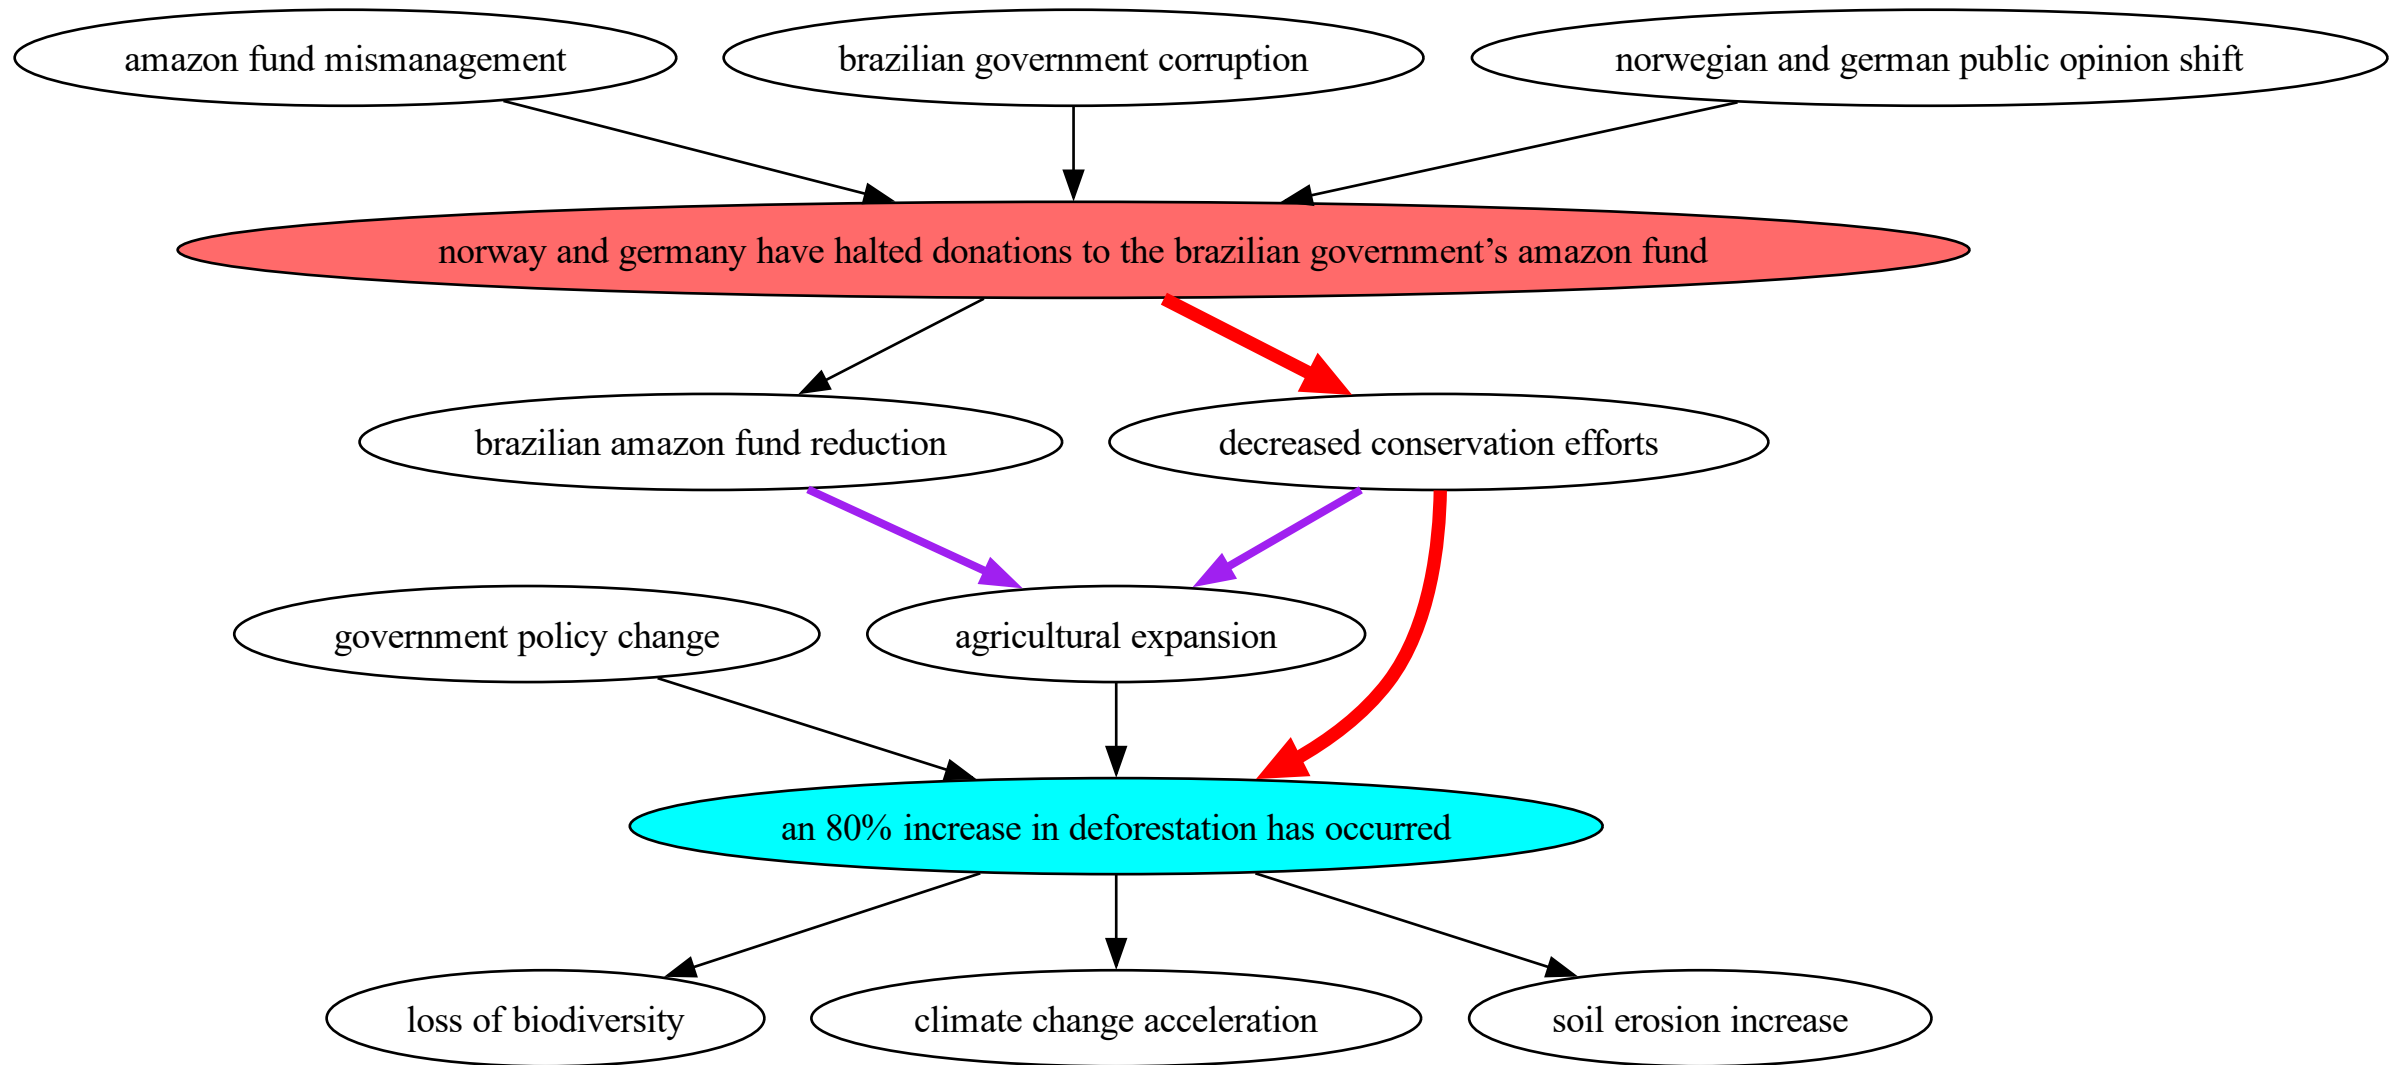 amazon fund mismanagement
brazilian government corruption
norwegian and german public opinion shift
norway and germany have halted donations to the brazilian government’s amazon fund
brazilian amazon fund reduction
decreased conservation efforts
government policy change
agricultural expansion
an 80% increase in deforestation has occurred
loss of biodiversity
climate change acceleration
soil erosion increase